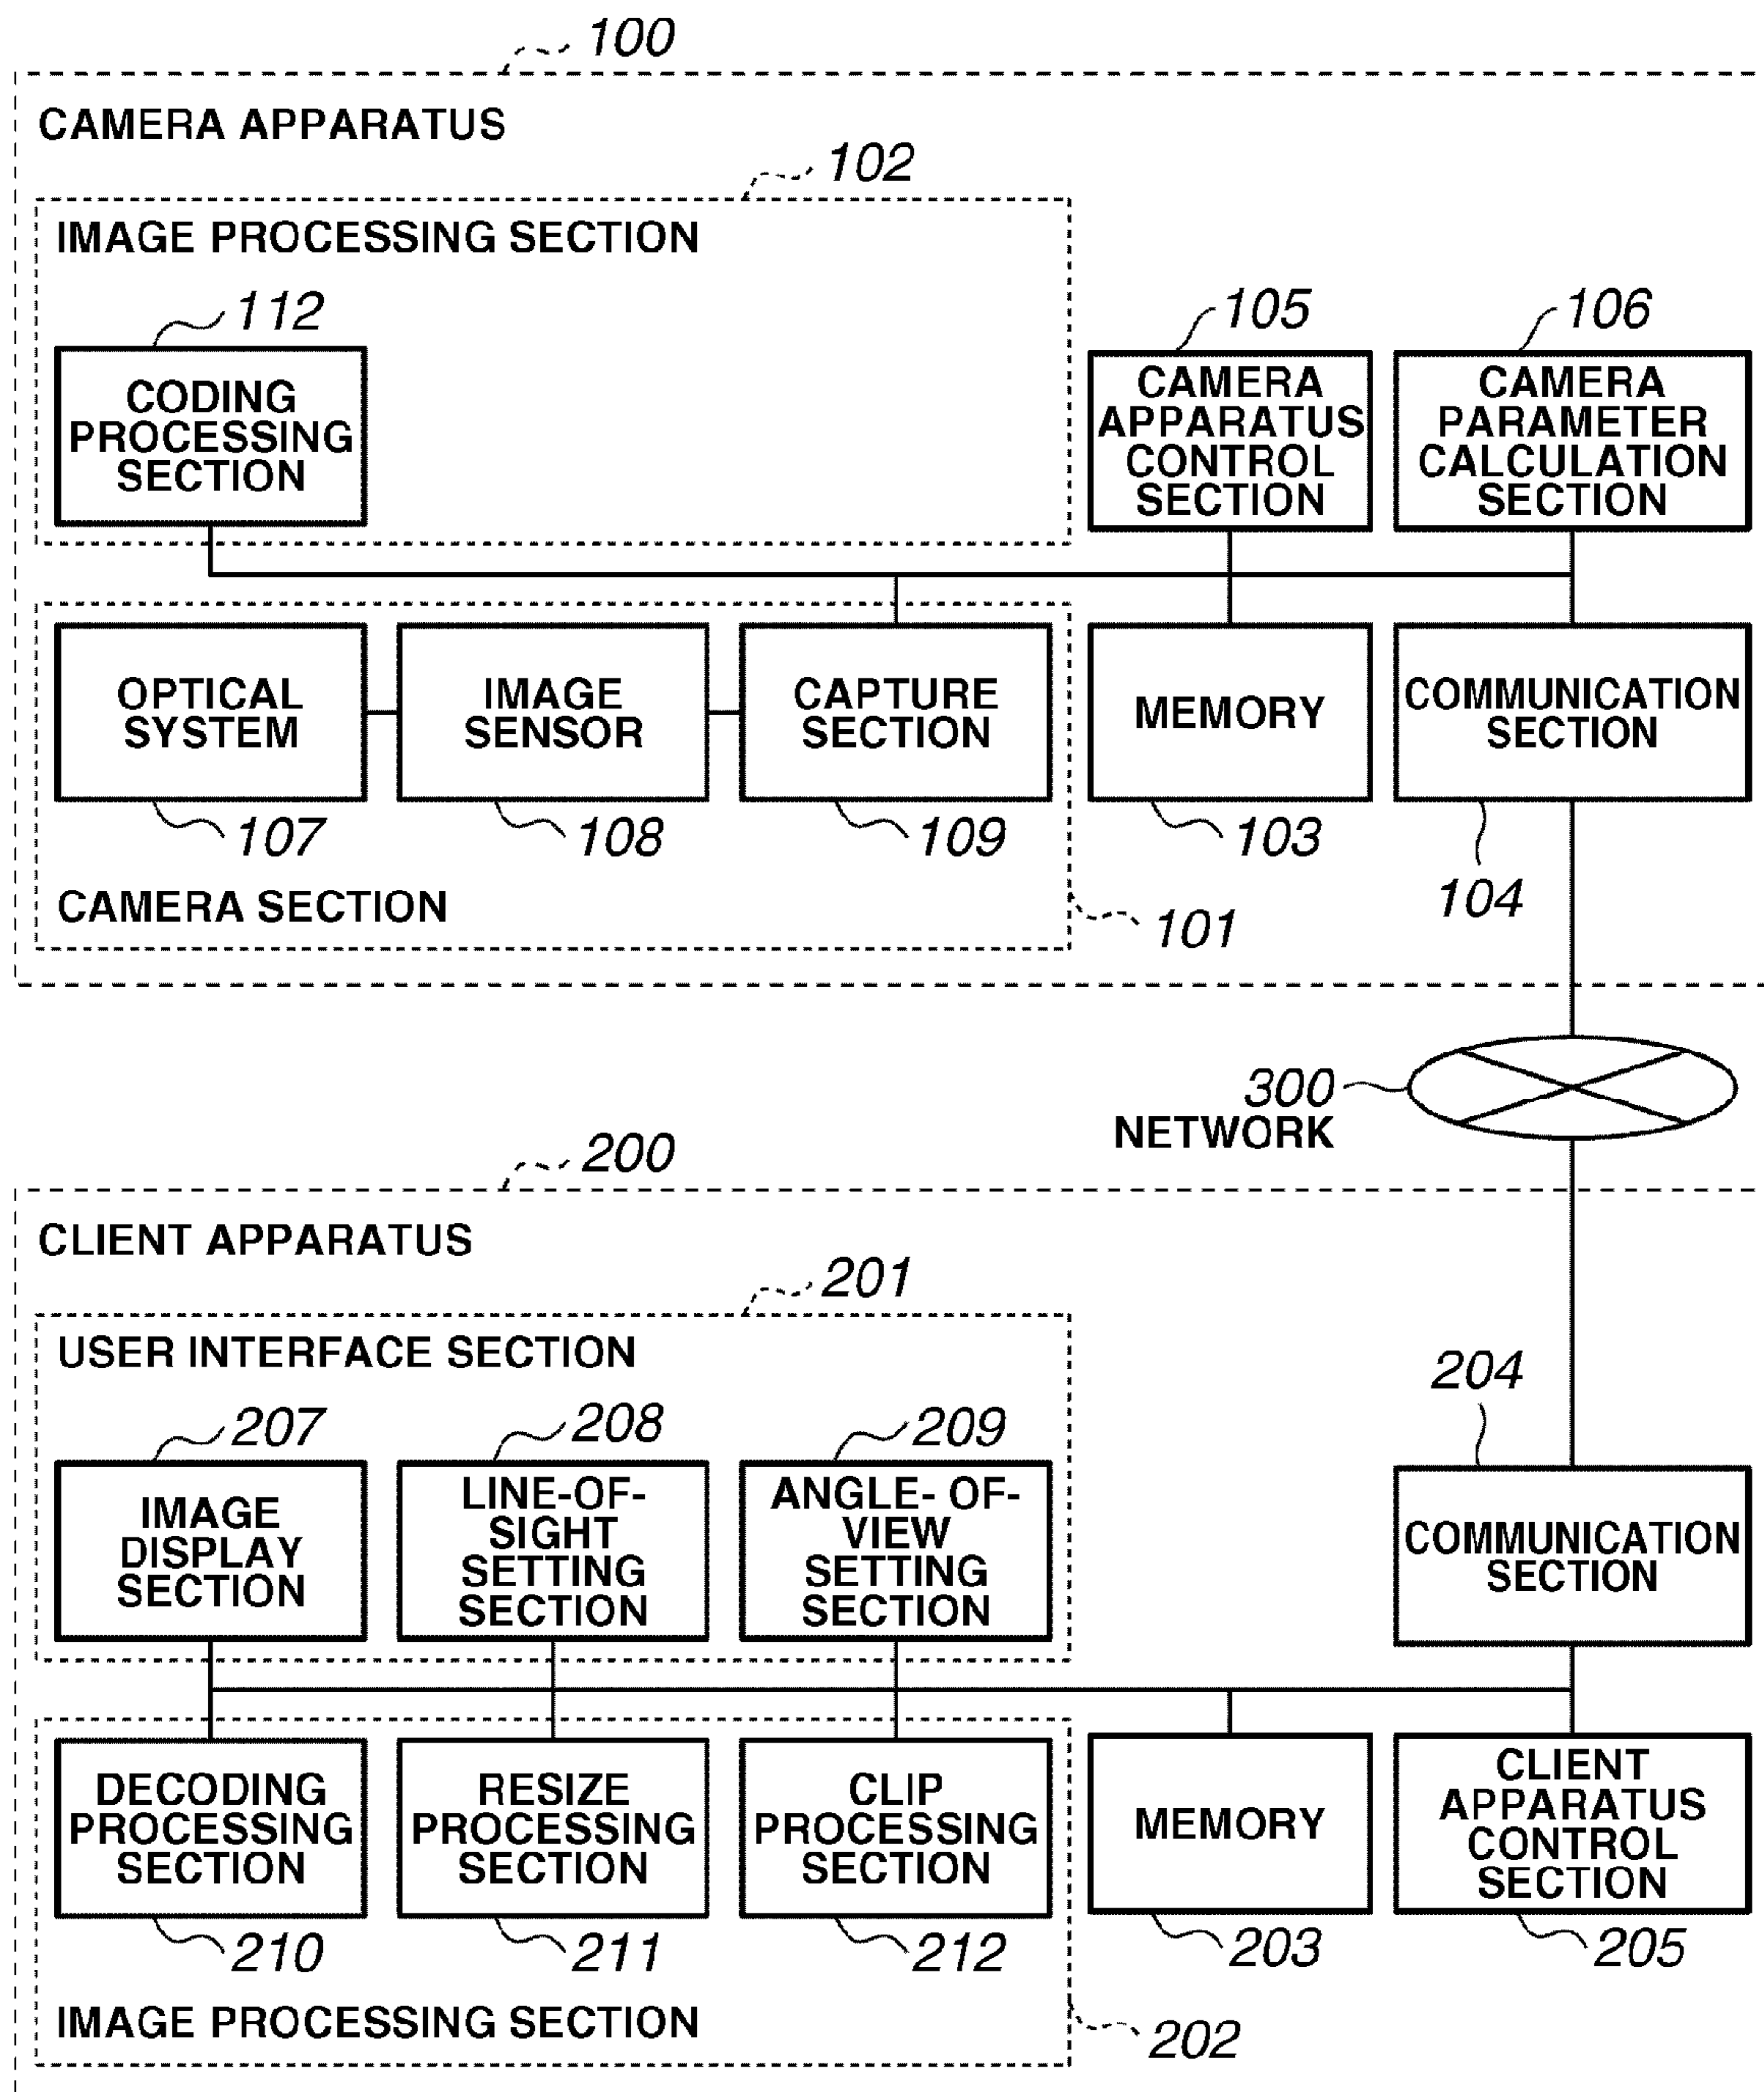 100
CAMERA APPARATUS
102
IMAGE PROCESSING SECTION
112
CODING
PROCESSING
SECTION
105
CAMERA
APPARATUS
CONTROL
SECTION
106
CAMERA
PARAMETER
CALCULATION
SECTION
OPTICAL
SYSTEM
107
IMAGE
SENSOR
108
CAPTURE
SECTION
109
MEMORY
103
COMMUNICATION
SECTION
104
CAMERA SECTION
101
300
NETWORK
200
CLIENT APPARATUS
201
USER INTERFACE SECTION
207
IMAGE
DISPLAY
SECTION
208
LINE-OF-
SIGHT
SETTING
SECTION
209
ANGLE- OF-
VIEW
SETTING
SECTION
204
COMMUNICATION
SECTION
DECODING
PROCESSING
SECTION
210
RESIZE
PROCESSING
SECTION
211
CLIP
PROCESSING
SECTION
212
MEMORY
203
CLIENT
APPARATUS
CONTROL
SECTION
205
IMAGE PROCESSING SECTION
202